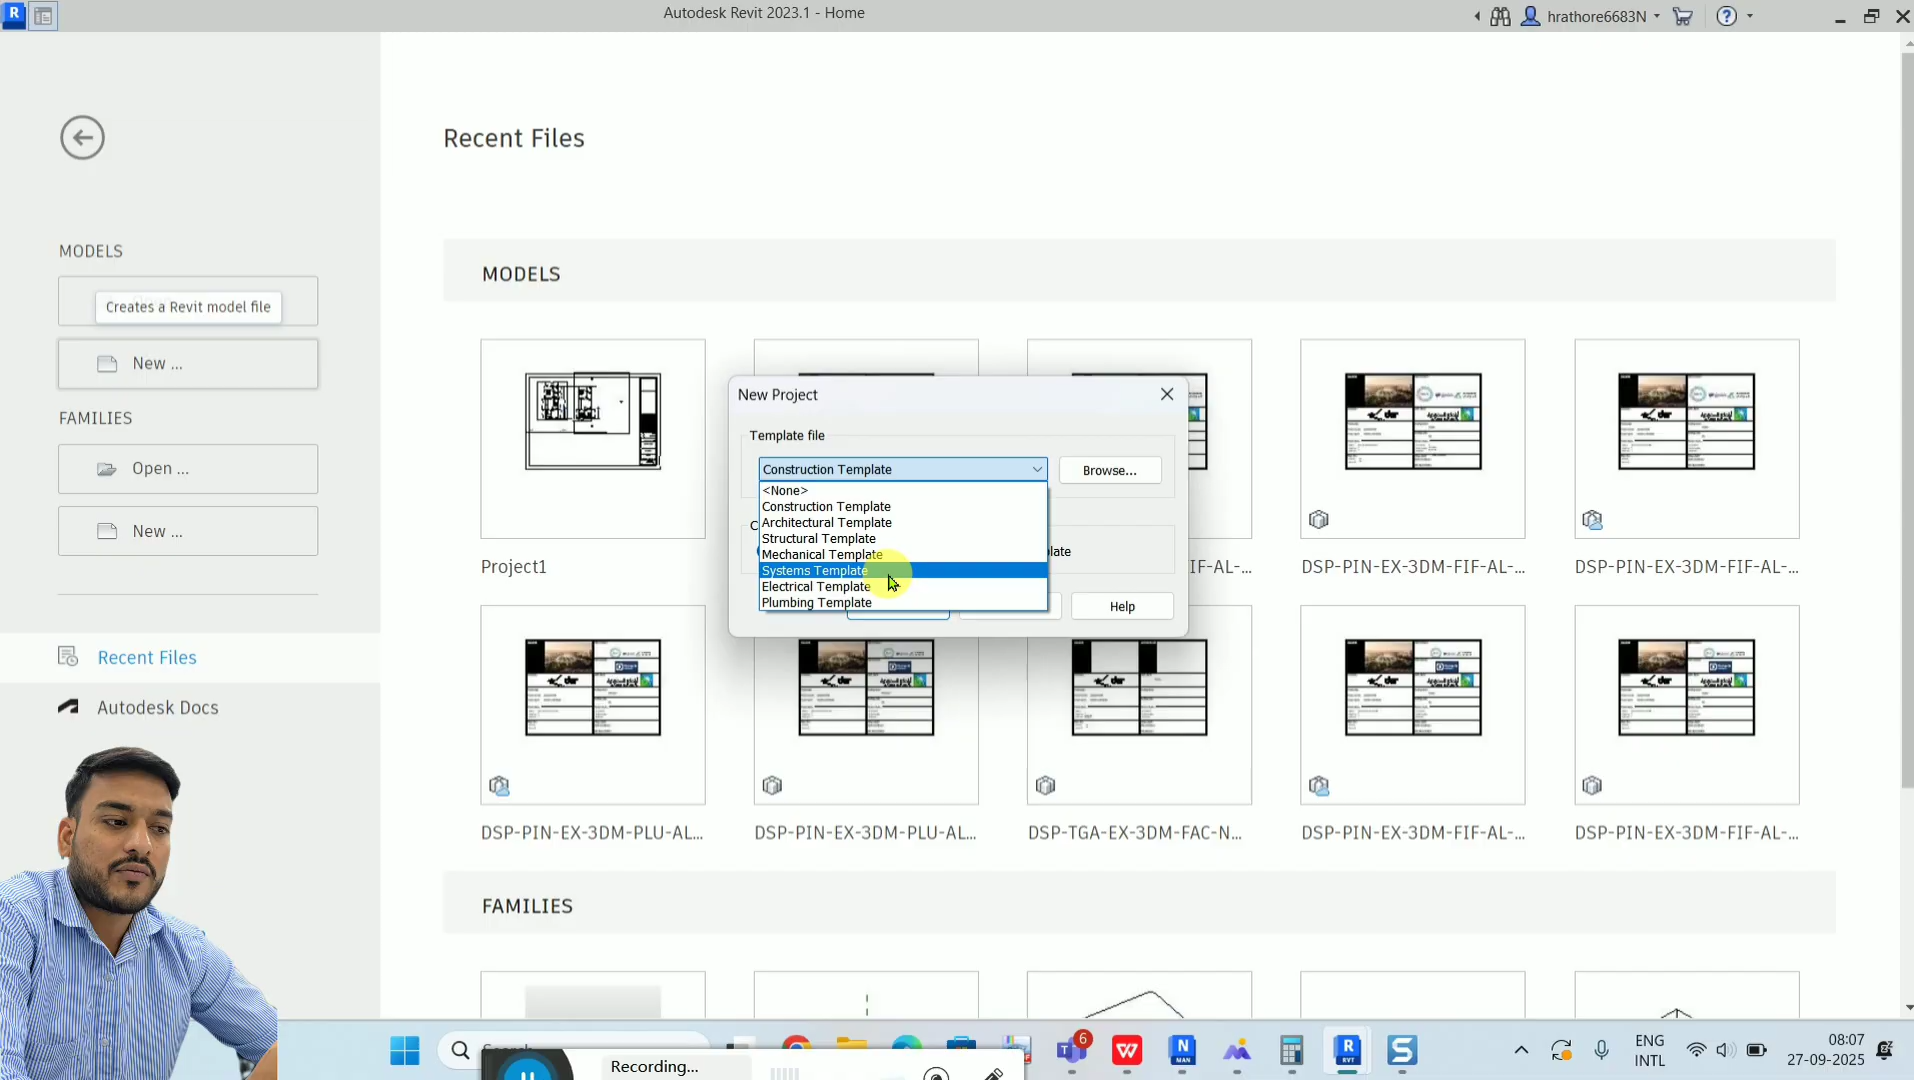 R
Autodesk Revit 2023.1 - Home
hrathore6683N
?
Recent Files
MODELS
Creates a Revit model file
New ...
FAMILIES
Open ...
New ...
Recent Files
Autodesk Docs
MODELS
Project1
IF-AL-...
DSP-PIN-EX-3DM-FIF-AL-...
DSP-PIN-EX-3DM-FIF-AL-...
New Project
Template file
Construction Template
Browse...
<None>
Construction Template
Architectural Template
Structural Template
Mechanical Template
Systems Template
Electrical Template
Plumbing Template
late
Help
DSP-PIN-EX-3DM-PLU-AL...
DSP-PIN-EX-3DM-PLU-AL...
DSP-TGA-EX-3DM-FAC-N...
DSP-PIN-EX-3DM-FIF-AL-...
DSP-PIN-EX-3DM-FIF-AL-...
FAMILIES
Recording...
6
W
N
MAN
R
RVT
S
ENG
INTL
08:07
27-09-2025